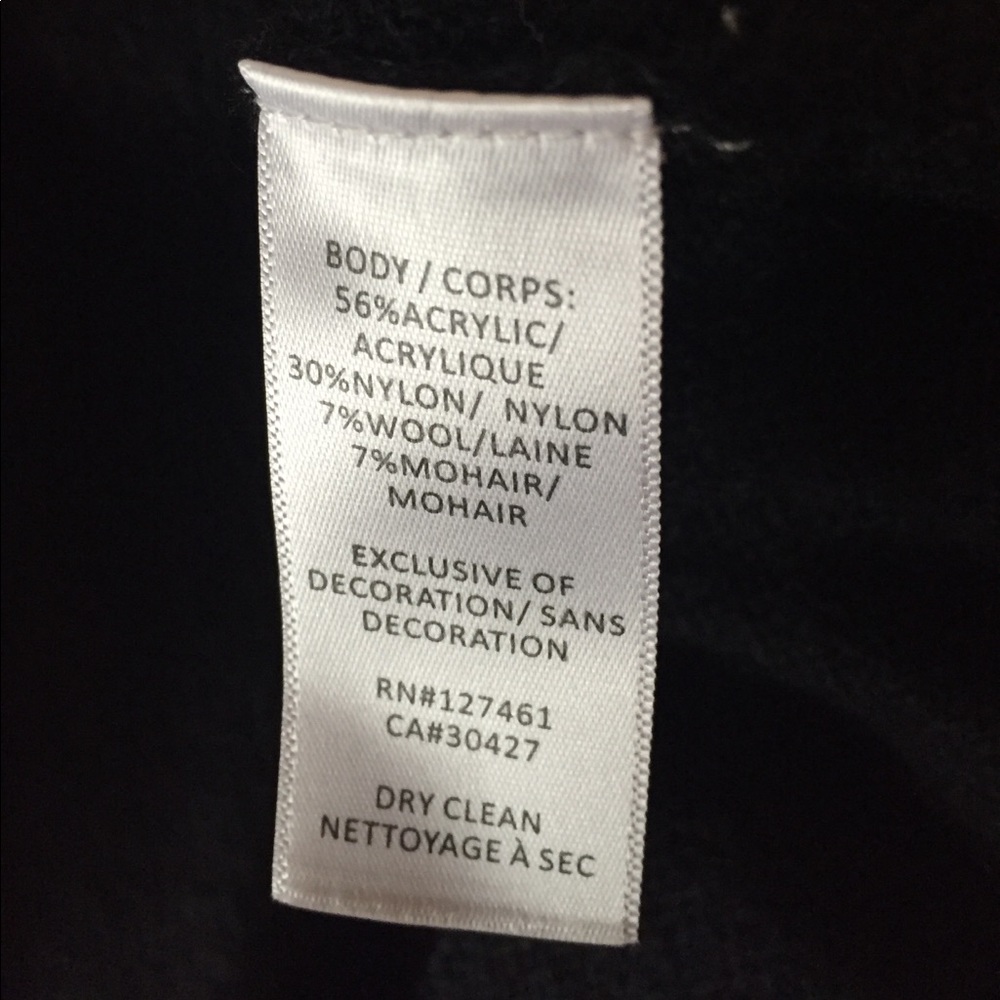 BODY / CORPS:
56%ACRYLIC/
ACRYLIQUE
30%NYLON/ NYLON
7%WOOL/LAINE
7%MOHAIR/
MOHAIR
EXCLUSIVE OF
DECORATION/ SANS
DECORATION
RN#127461
CA#30427
DRY CLEAN
NETTOYAGE À SEC